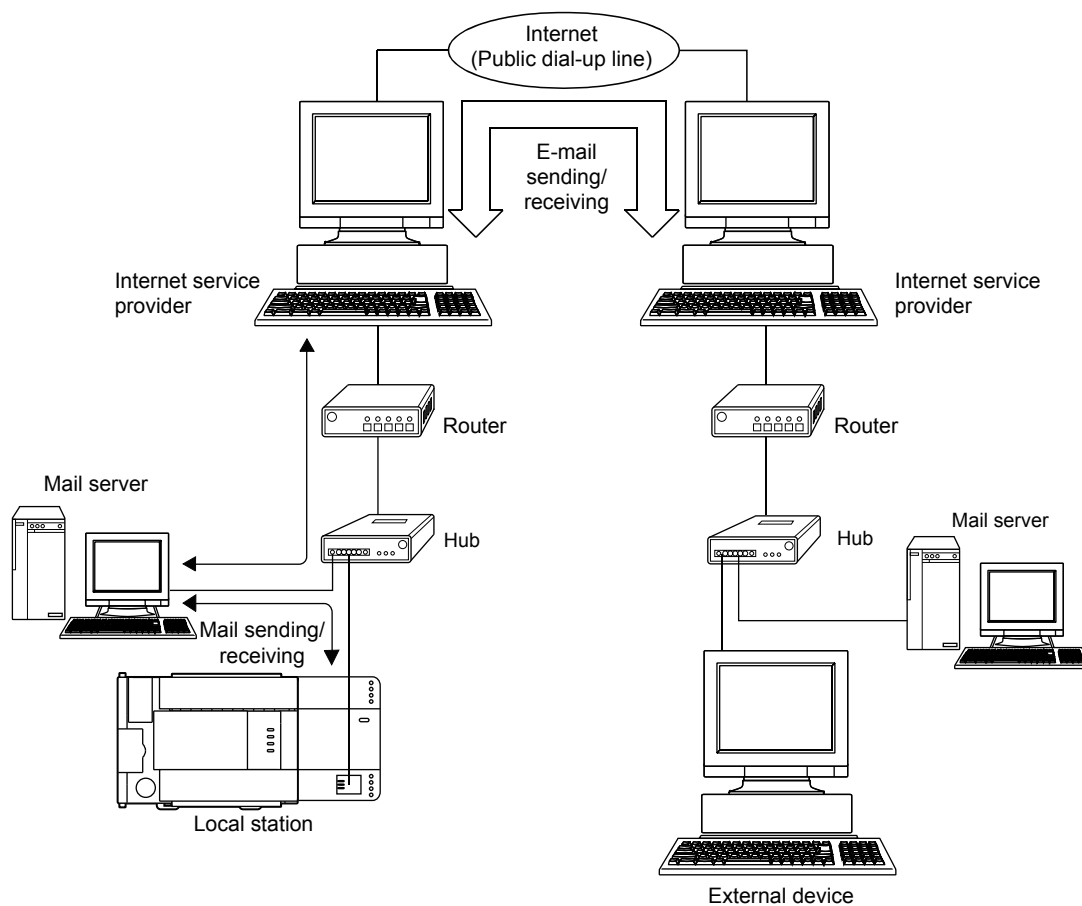 Internet
(Public dial-up line)
E-mail
sending/
receiving
Internet service
provider
Internet service
provider
Router
Router
Mail server
Hub
Hub
Mail server
Mail sending/
receiving
Local station
External device